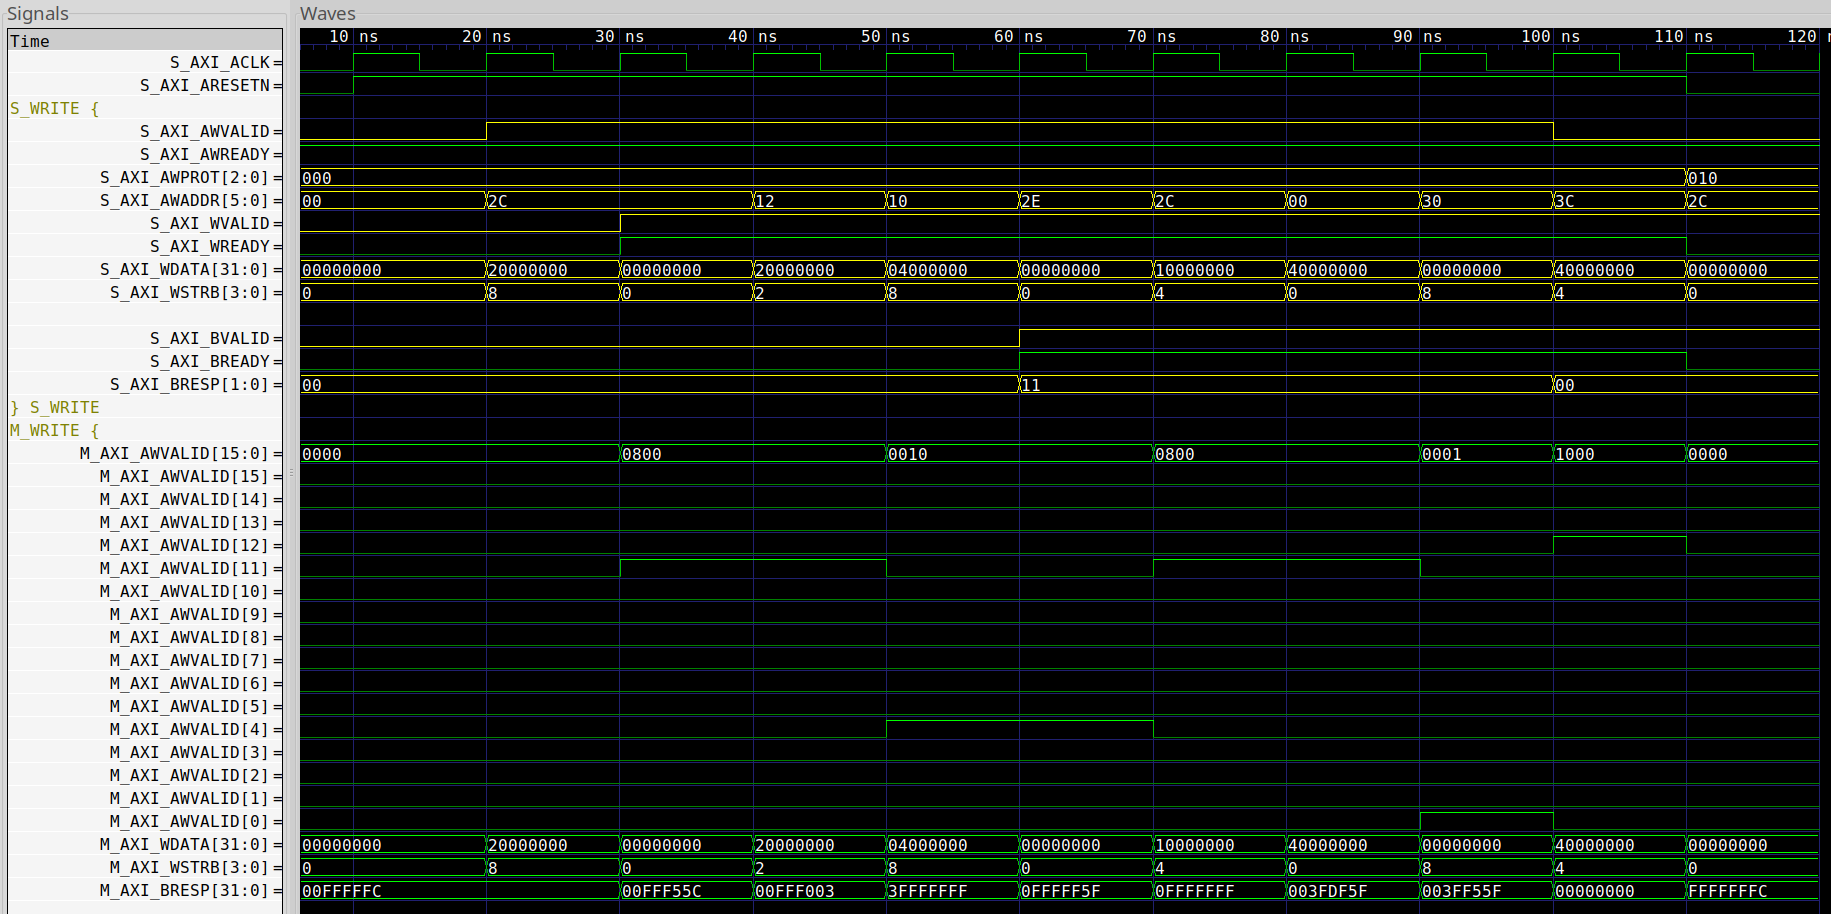 Signals
Waves
Time
10 ns 20 ns 30 ns 40 ns 50 ns 60 ns 70 ns 80 ns 90 ns 100 ns 110 ns 120
S_AXI_ACLK =
S_AXI_ARESETN =
S_WRITE {
S_AXI_AWVALID =
S_AXI_AWREADY =
S_AXI_AWPROT[2:0] = 000 010
S_AXI_AWADDR[5:0] = 00 2C 12 10 2E 2C 00 30 3C 2C
S_AXI_WVALID =
S_AXI_WREADY =
S_AXI_WDATA[31:0] = 00000000 20000000 00000000 20000000 04000000 00000000 10000000 40000000 00000000 40000000 00000000
S_AXI_WSTRB[3:0] = 0 8 0 2 8 0 4 0 8 4 0
S_AXI_BVALID =
S_AXI_BREADY =
S_AXI_BRESP[1:0] = 00 11 00
} S_WRITE
M_WRITE {
M_AXI_AWVALID[15:0] = 0000 0800 0010 0800 0001 1000 0000
M_AXI_AWVALID[15] =
M_AXI_AWVALID[14] =
M_AXI_AWVALID[13] =
M_AXI_AWVALID[12] =
M_AXI_AWVALID[11] =
M_AXI_AWVALID[10] =
M_AXI_AWVALID[9] =
M_AXI_AWVALID[8] =
M_AXI_AWVALID[7] =
M_AXI_AWVALID[6] =
M_AXI_AWVALID[5] =
M_AXI_AWVALID[4] =
M_AXI_AWVALID[3] =
M_AXI_AWVALID[2] =
M_AXI_AWVALID[1] =
M_AXI_AWVALID[0] =
M_AXI_WDATA[31:0] = 00000000 20000000 00000000 20000000 04000000 00000000 10000000 40000000 00000000 40000000 00000000
M_AXI_WSTRB[3:0] = 0 8 0 2 8 0 4 0 8 4 0
M_AXI_BRESP[31:0] = 00FFFFFC 00FFF55C 00FFF003 3FFFFFFF 0FFFFF5F 0FFFFFFF 003FDF5F 003FF55F 00000000 FFFFFFFC